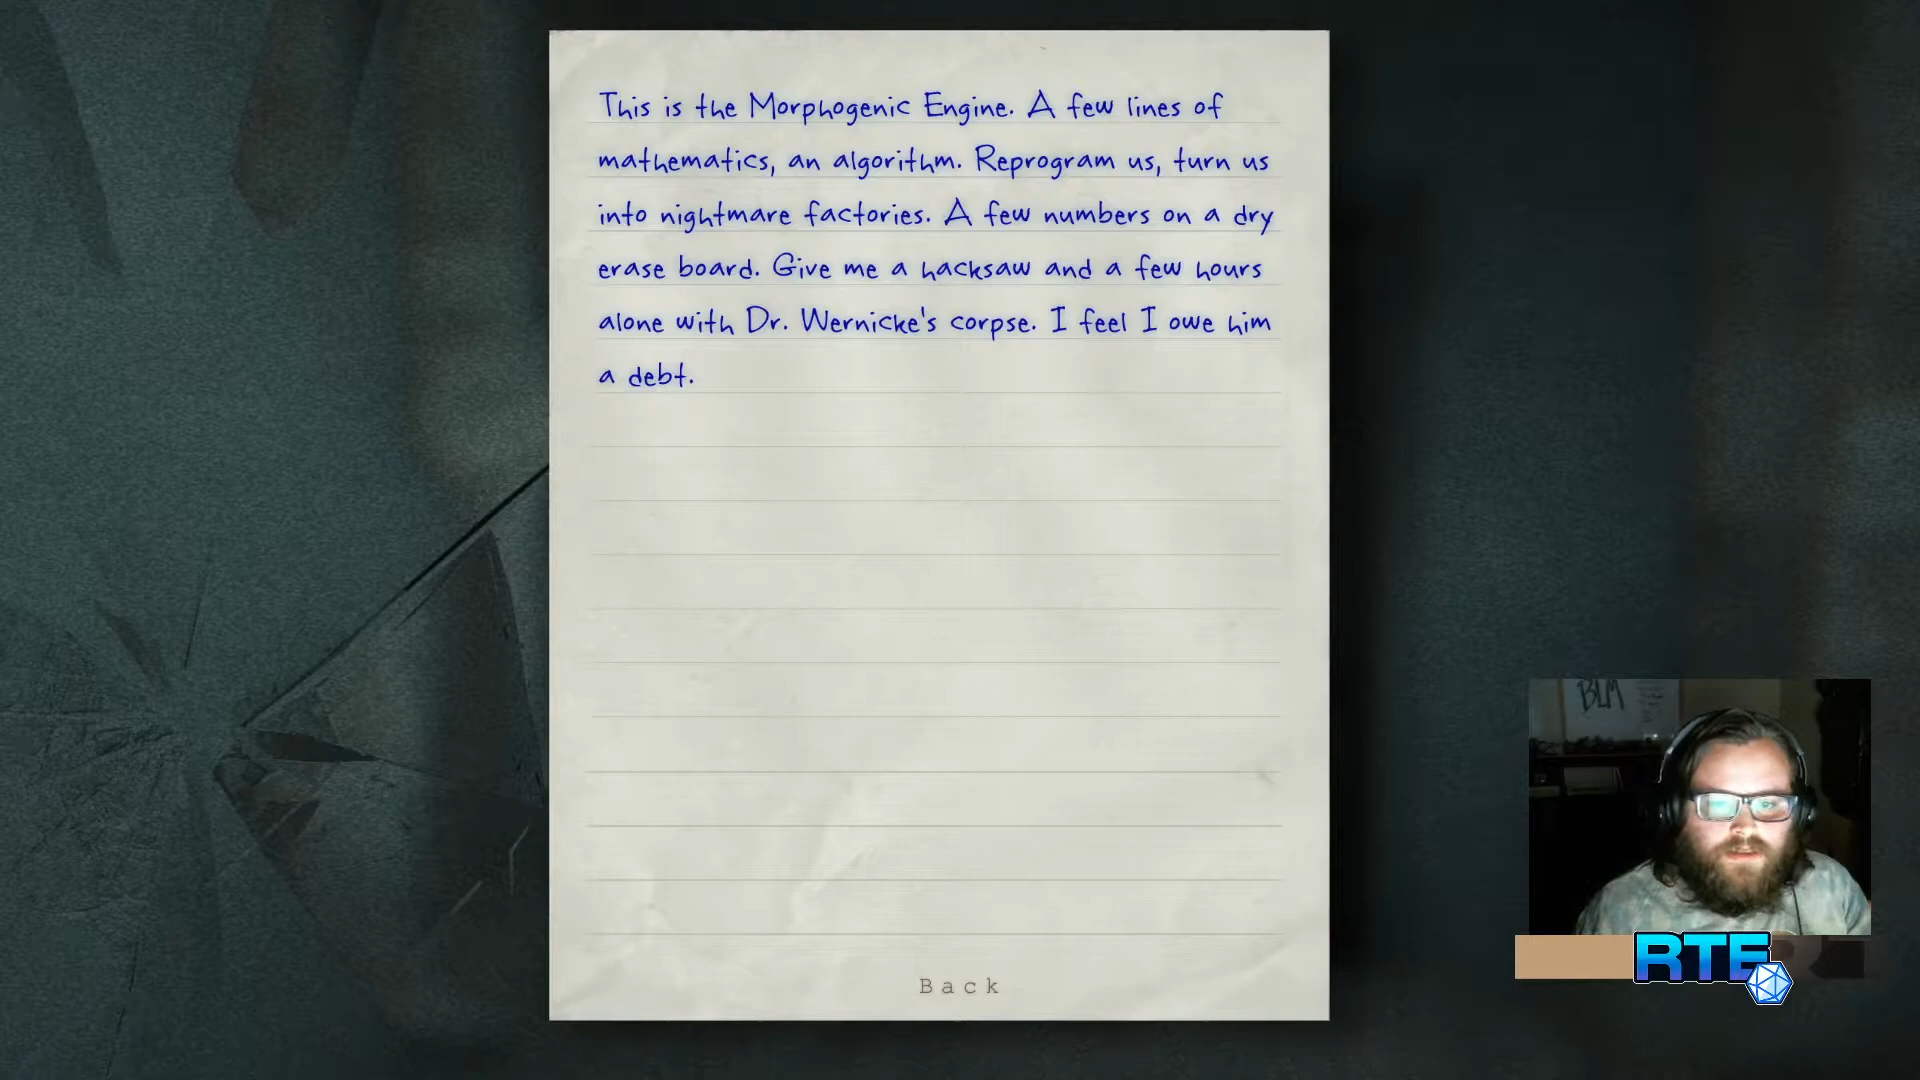 This is the Morphogenic Engine. A few lines of
mathematics, an algorithm. Reprogram us, turn us
into nightmare factories. A few numbers on a dry
erase board. Give me a hacksaw and a few hours
alone with Dr. Wernicke's corpse. I feel I owe him
a debt.
Back
BLM
RTE